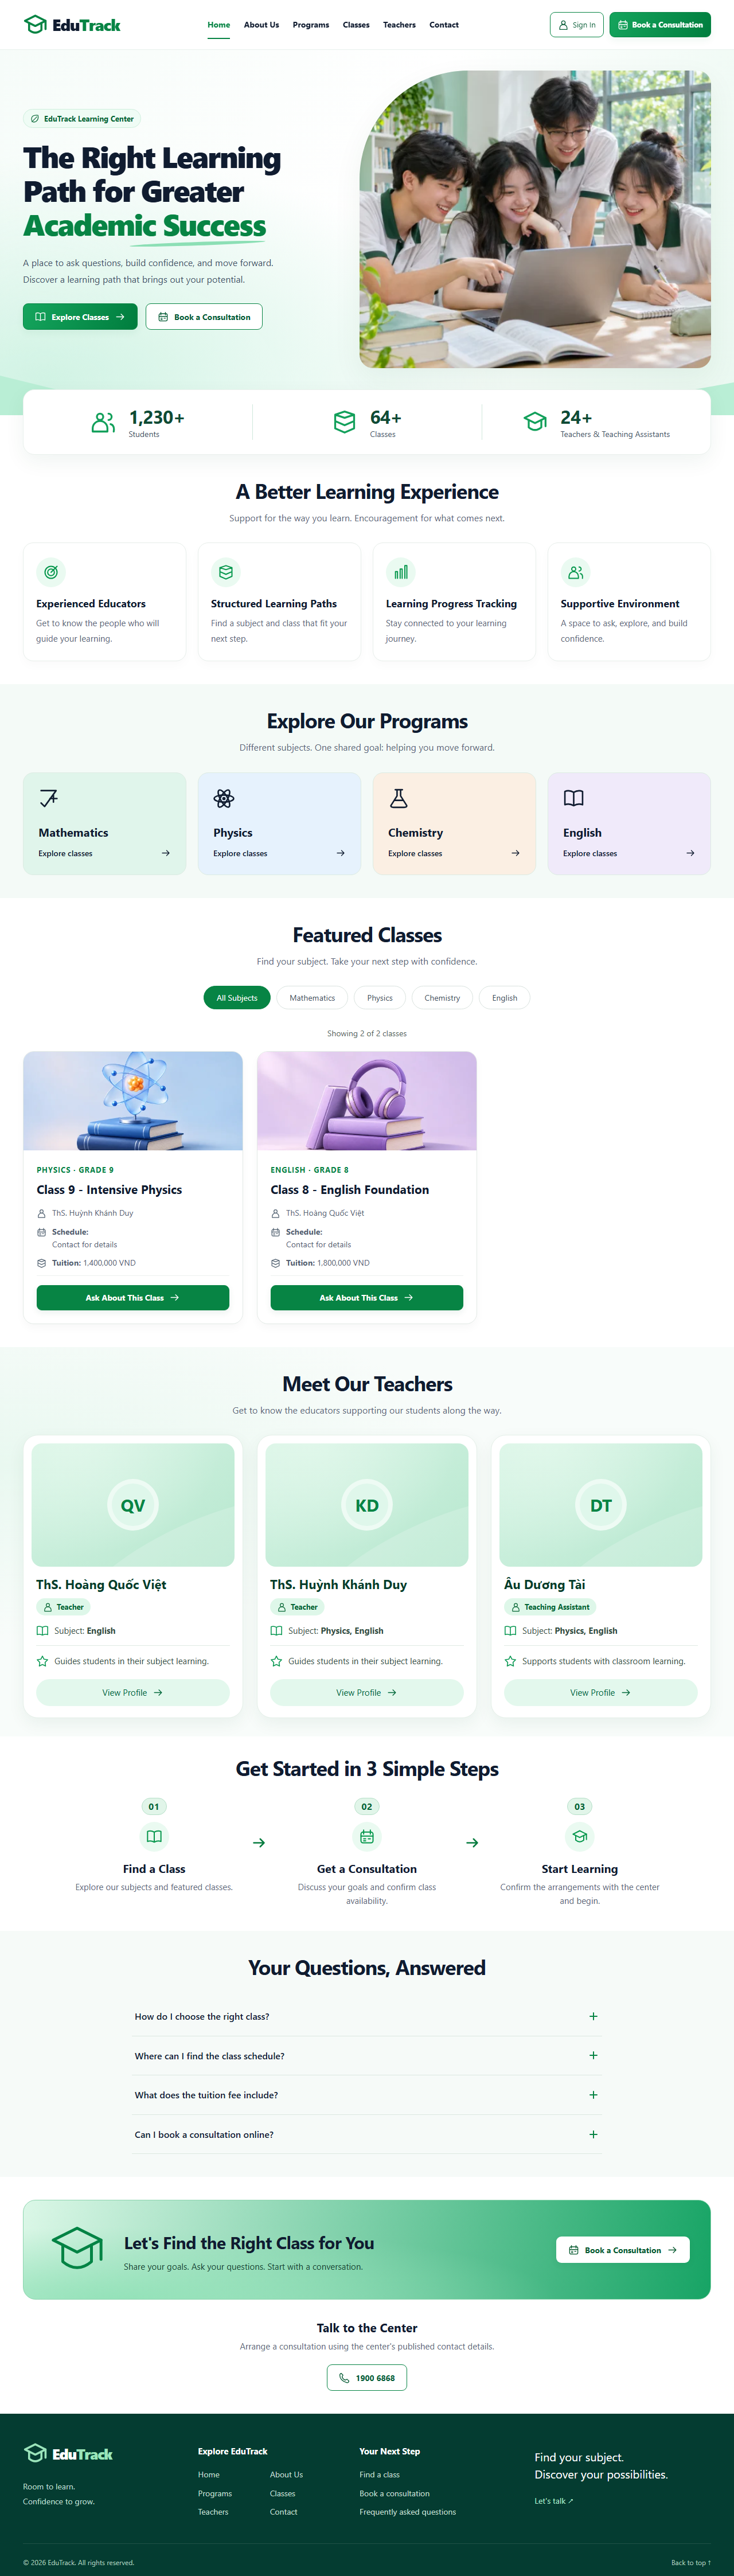 EduTrack
Home About Us Programs Classes Teachers Contact
Sign In
Book a Consultation
EduTrack Learning Center
The Right Learning
Path for Greater
Academic Success
A place to ask questions, build confidence, and move forward.
Discover a learning path that brings out your potential.
Explore Classes →
Book a Consultation
1,230+
Students
64+
Classes
24+
Teachers & Teaching Assistants
A Better Learning Experience
Support for the way you learn. Encouragement for what comes next.
Experienced Educators
Get to know the people who will
guide your learning.
Structured Learning Paths
Find a subject and class that fit your
next step.
Learning Progress Tracking
Stay connected to your learning
journey.
Supportive Environment
A space to ask, explore, and build
confidence.
Explore Our Programs
Different subjects. One shared goal: helping you move forward.
Mathematics
Explore classes →
Physics
Explore classes →
Chemistry
Explore classes →
English
Explore classes →
Featured Classes
Find your subject. Take your next step with confidence.
All Subjects Mathematics Physics Chemistry English
Showing 2 of 2 classes
PHYSICS - GRADE 9
Class 9 - Intensive Physics
ThS. Huỳnh Khánh Duy
Schedule:
Contact for details
Tuition: 1,400,000 VND
Ask About This Class →
ENGLISH - GRADE 8
Class 8 - English Foundation
ThS. Hoàng Quốc Việt
Schedule:
Contact for details
Tuition: 1,800,000 VND
Ask About This Class →
Meet Our Teachers
Get to know the educators supporting our students along the way.
QV
ThS. Hoàng Quốc Việt
Teacher
Subject: English
Guides students in their subject learning.
View Profile →
KD
ThS. Huỳnh Khánh Duy
Teacher
Subject: Physics, English
Guides students in their subject learning.
View Profile →
DT
Âu Dương Tài
Teaching Assistant
Subject: Physics, English
Supports students with classroom learning.
View Profile →
Get Started in 3 Simple Steps
01
Find a Class
Explore our subjects and featured classes.
→
02
Get a Consultation
Discuss your goals and confirm class
availability.
→
03
Start Learning
Confirm the arrangements with the center
and begin.
Your Questions, Answered
How do I choose the right class? +
Where can I find the class schedule? +
What does the tuition fee include? +
Can I book a consultation online? +
Let's Find the Right Class for You
Share your goals. Ask your questions. Start with a conversation.
Book a Consultation →
Talk to the Center
Arrange a consultation using the center's published contact details.
1900 6868
EduTrack
Room to learn.
Confidence to grow.
Explore EduTrack
Home About Us
Programs Classes
Teachers Contact
Your Next Step
Find a class
Book a consultation
Frequently asked questions
Find your subject.
Discover your possibilities.
Let's talk ↗
© 2026 EduTrack. All rights reserved.
Back to top ↑